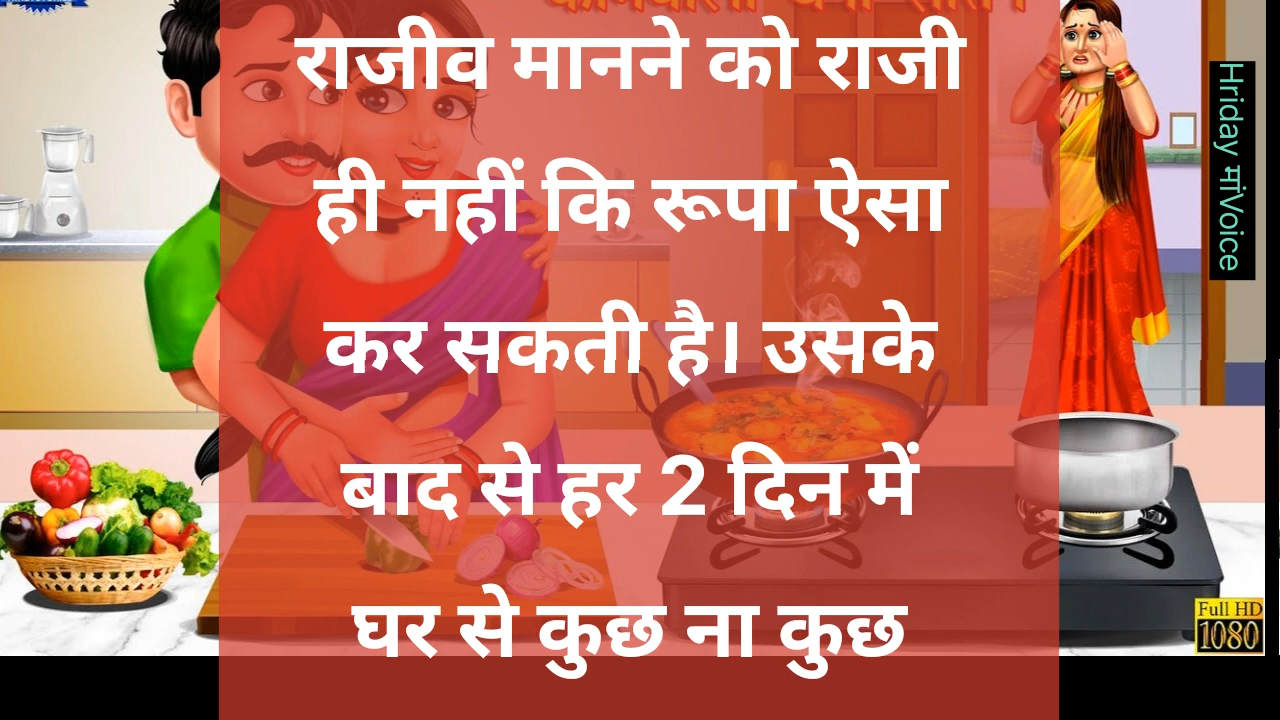 राजीव मानने को राजी
ही नहीं कि रूपा ऐसा
कर सकती है। उसके
बाद से हर 2 दिन में
घर से कुछ ना कुछ
Hriday गांVoice
Full HD
1080